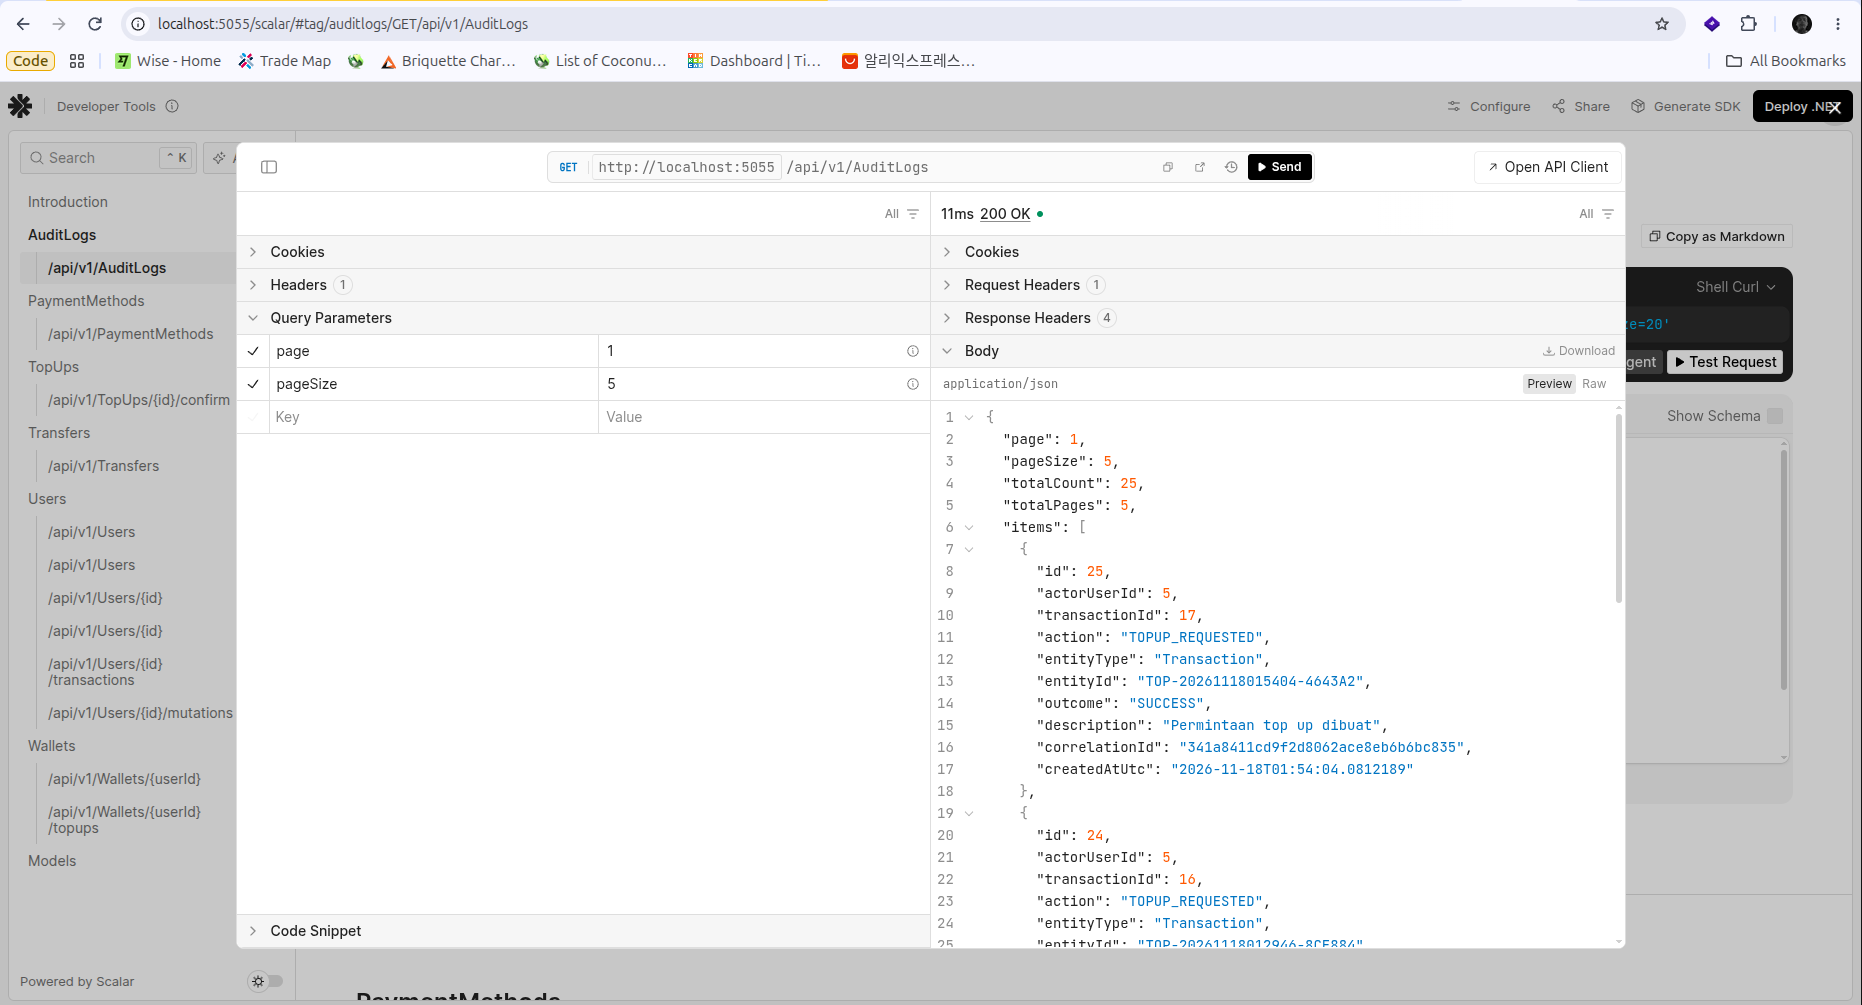 localhost:5055/scalar/#tag/auditlogs/GET/api/v1/AuditLogs
Code
Wise - Home
Trade Map
Briquette Char...
List of Coconu...
Dashboard | Ti...
알리익스프레스...
All Bookmarks
Developer Tools
Configure
Share
Generate SDK
Deploy .NET
Search
⌃ K
Introduction
AuditLogs
/api/v1/AuditLogs
PaymentMethods
/api/v1/PaymentMethods
TopUps
/api/v1/TopUps/{id}/confirm
Transfers
/api/v1/Transfers
Users
/api/v1/Users
/api/v1/Users
/api/v1/Users/{id}
/api/v1/Users/{id}
/api/v1/Users/{id}
/transactions
/api/v1/Users/{id}/mutations
Wallets
/api/v1/Wallets/{userId}
/api/v1/Wallets/{userId}
/topups
Models
Powered by Scalar
GET http://localhost:5055 /api/v1/AuditLogs
Send
Open API Client
All
Cookies
Headers 1
Query Parameters
page 1
pageSize 5
Key Value
Code Snippet
11ms 200 OK
All
Cookies
Request Headers 1
Response Headers 4
Body
Download
application/json
Preview Raw
1 {
2 "page": 1,
3 "pageSize": 5,
4 "totalCount": 25,
5 "totalPages": 5,
6 "items": [
7 {
8 "id": 25,
9 "actorUserId": 5,
10 "transactionId": 17,
11 "action": "TOPUP_REQUESTED",
12 "entityType": "Transaction",
13 "entityId": "TOP-20261118015404-4643A2",
14 "outcome": "SUCCESS",
15 "description": "Permintaan top up dibuat",
16 "correlationId": "341a8411cd9f2d8062ace8eb6b6bc835",
17 "createdAtUtc": "2026-11-18T01:54:04.0812189"
18 },
19 {
20 "id": 24,
21 "actorUserId": 5,
22 "transactionId": 16,
23 "action": "TOPUP_REQUESTED",
24 "entityType": "Transaction",
25 "entityId": "TOP-20261118012946-8CE884"
Copy as Markdown
Shell Curl
ze=20'
gent
Test Request
Show Schema
PaymentMethods